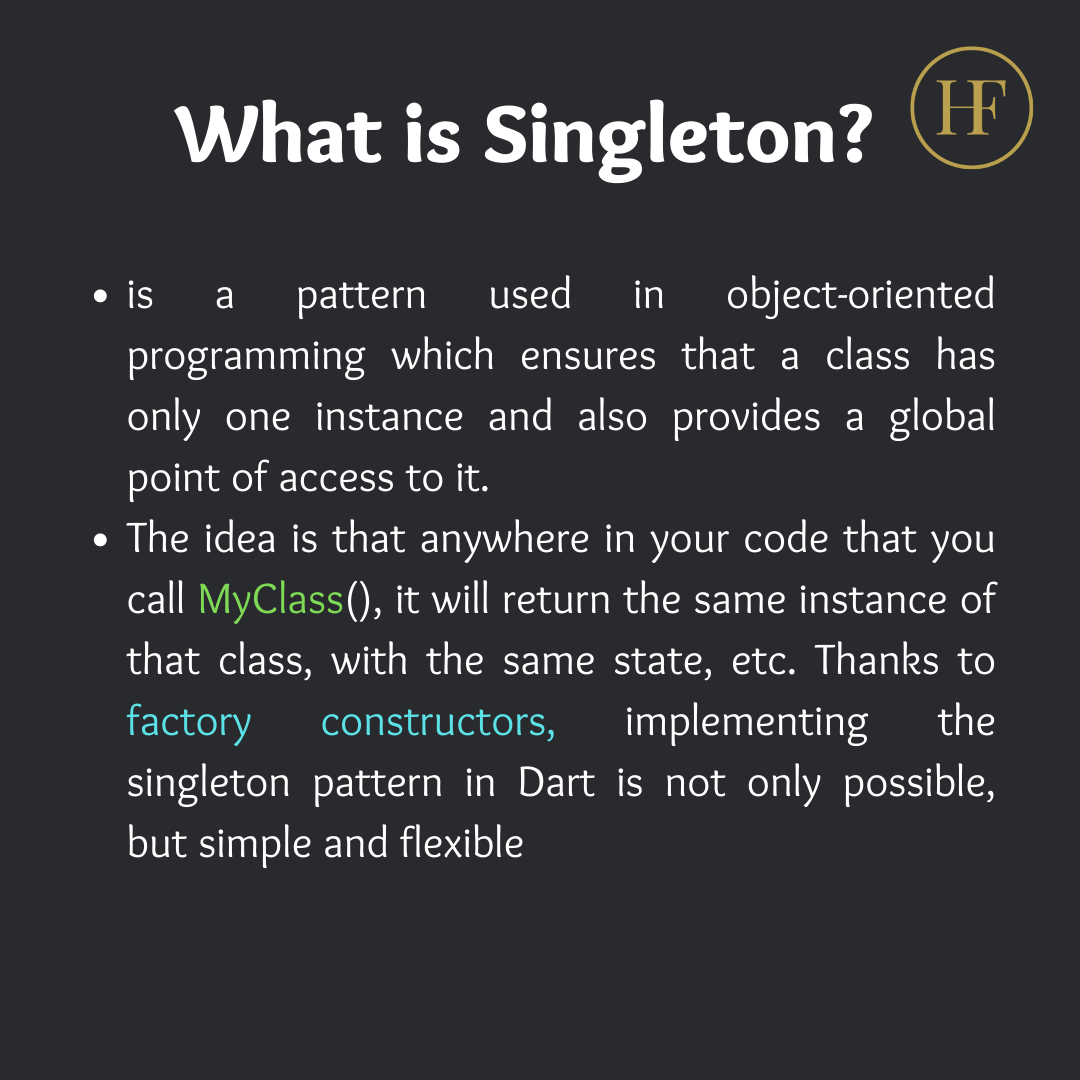 What is Singleton?
HF
• is a pattern used in object-oriented
programming which ensures that a class has
only one instance and also provides a global
point of access to it.
• The idea is that anywhere in your code that you
call MyClass(), it will return the same instance of
that class, with the same state, etc. Thanks to
factory constructors, implementing the
singleton pattern in Dart is not only possible,
but simple and flexible